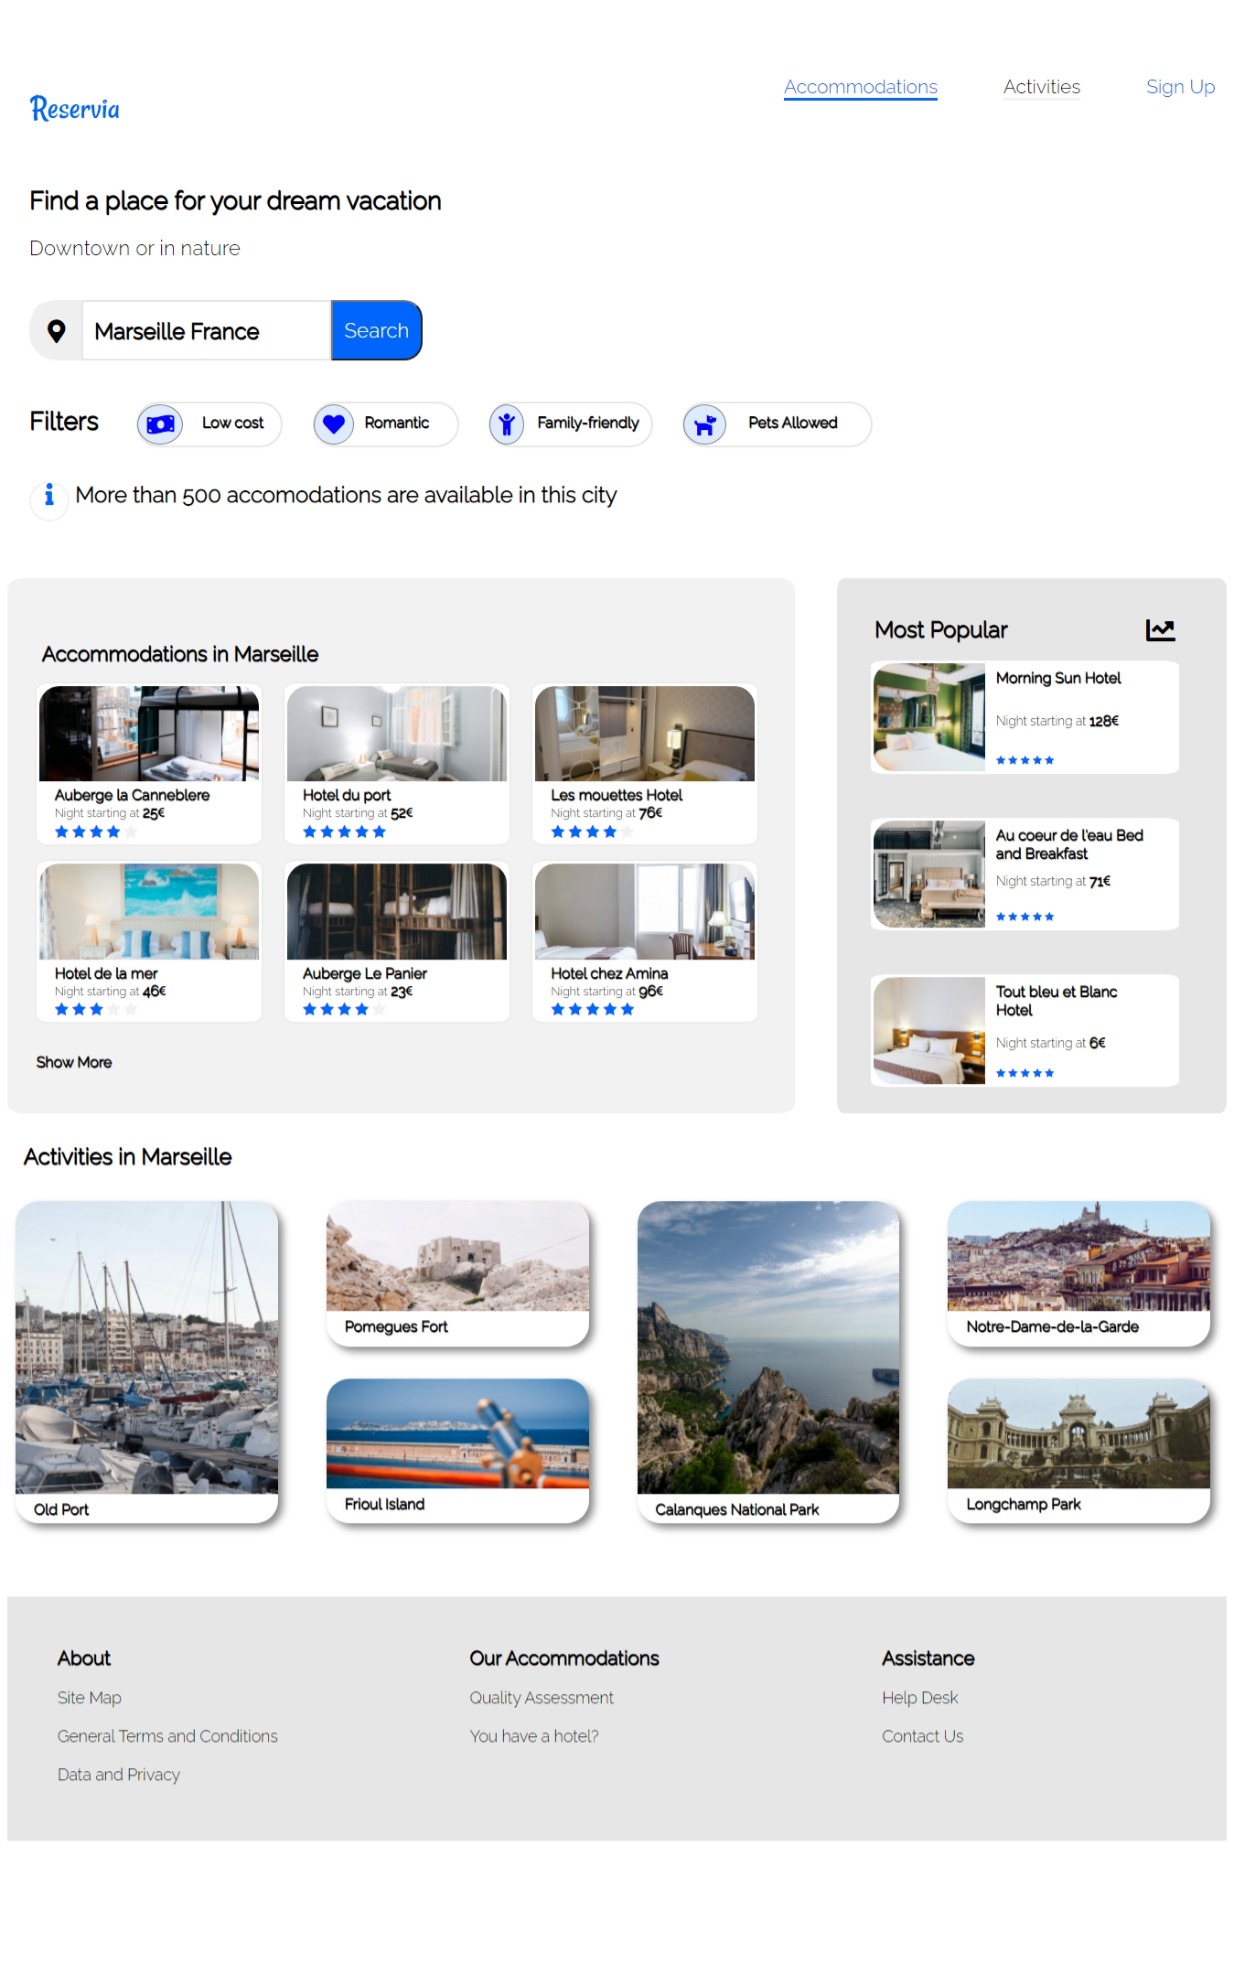 Reservia
Accommodations
Activities
Sign Up
Find a place for your dream vacation
Downtown or in nature
Marseille France
Search
Filters
Low cost
Romantic
Family-friendly
Pets Allowed
More than 500 accomodations are available in this city
Accommodations in Marseille
Auberge la Canneblere
Night starting at 25€
Hotel du port
Night starting at 52€
Les mouettes Hotel
Night starting at 76€
Hotel de la mer
Night starting at 46€
Auberge Le Panier
Night starting at 23€
Hotel chez Amina
Night starting at 96€
Show More
Most Popular
Morning Sun Hotel
Night starting at 128€
Au coeur de l'eau Bed
and Breakfast
Night starting at 71€
Tout bleu et Blanc
Hotel
Night starting at 6€
Activities in Marseille
Old Port
Pomegues Fort
Frioul Island
Calanques National Park
Notre-Dame-de-la-Garde
Longchamp Park
About
Site Map
General Terms and Conditions
Data and Privacy
Our Accommodations
Quality Assessment
You have a hotel?
Assistance
Help Desk
Contact Us